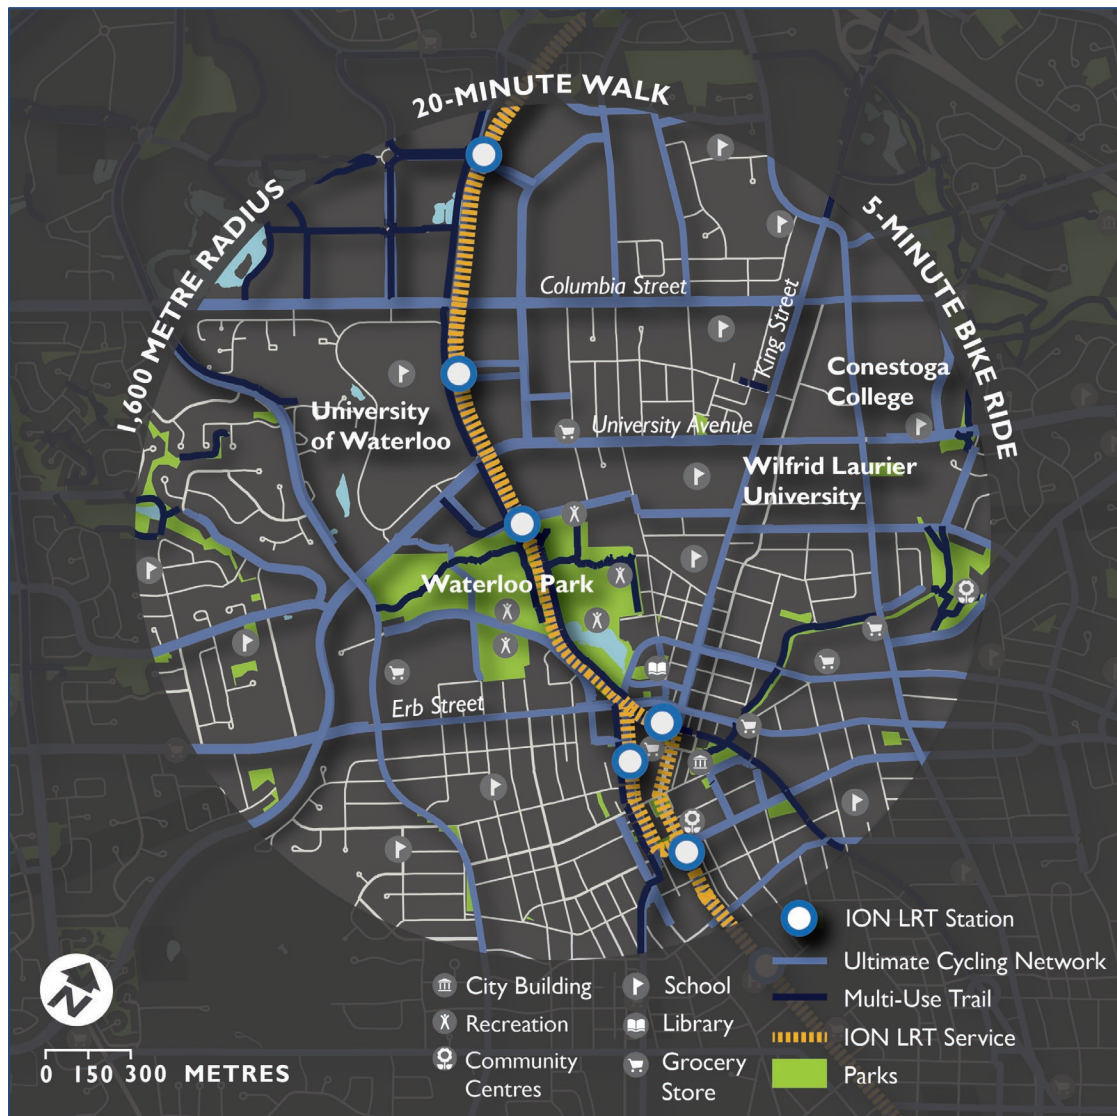 20-MINUTE WALK
1,600 METRE RADIUS
5-MINUTE BIKE RIDE
Columbia Street
King Street
Conestoga
College
University
of Waterloo
University Avenue
Wilfrid Laurier
University
Waterloo Park
Erb Street
N
0 150 300 METRES
City Building
Recreation
Community
Centres
School
Library
Grocery
Store
ION LRT Station
Ultimate Cycling Network
Multi-Use Trail
ION LRT Service
Parks